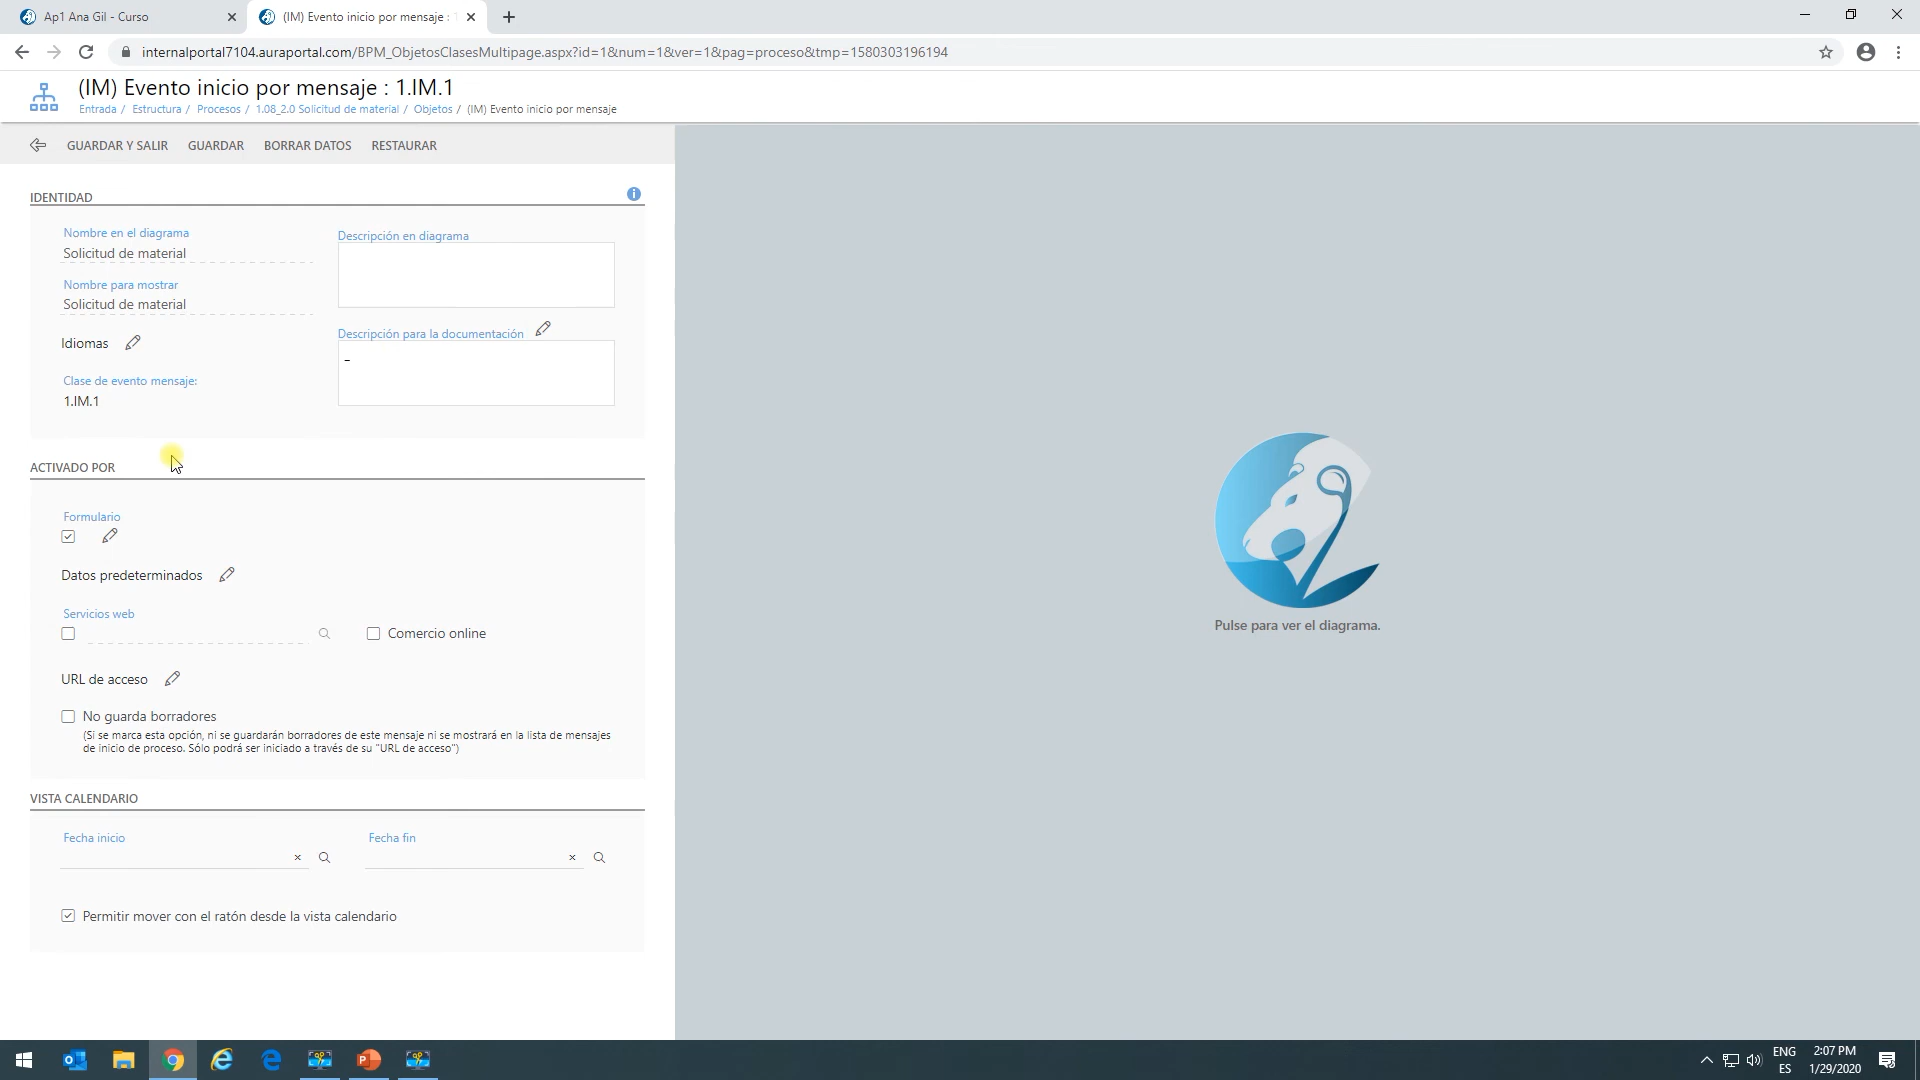 Ap1 Ana Gil - Curso
(IM) Evento inicio por mensaje :
internalportal7104.auraportal.com/BPM_ObjetosClasesMultipage.aspx?id=1&num=1&ver=1&pag=proceso&tmp=1580303196194
(IM) Evento inicio por mensaje : 1.IM.1
Entrada / Estructura / Procesos / 1.08_2.0 Solicitud de material / Objetos / (IM) Evento inicio por mensaje
GUARDAR Y SALIR GUARDAR BORRAR DATOS RESTAURAR
IDENTIDAD
Nombre en el diagrama
Solicitud de material
Descripción en diagrama
Nombre para mostrar
Solicitud de material
Descripción para la documentación
–
Idiomas
Clase de evento mensaje:
1.IM.1
ACTIVADO POR
Formulario
Datos predeterminados
Servicios web
Comercio online
URL de acceso
No guarda borradores
(Si se marca esta opción, ni se guardarán borradores de este mensaje ni se mostrará en la lista de mensajes
de inicio de proceso. Sólo podrá ser iniciado a través de su "URL de acceso")
VISTA CALENDARIO
Fecha inicio
Fecha fin
Permitir mover con el ratón desde la vista calendario
Pulse para ver el diagrama.
ENG
ES
2:07 PM
1/29/2020